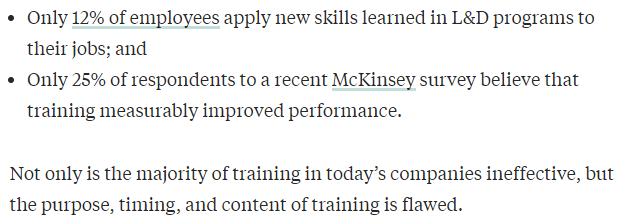 • Only 12% of employees apply new skills learned in L&D programs to
their jobs; and
• Only 25% of respondents to a recent McKinsey survey believe that
training measurably improved performance.
Not only is the majority of training in today’s companies ineffective, but
the purpose, timing, and content of training is flawed.